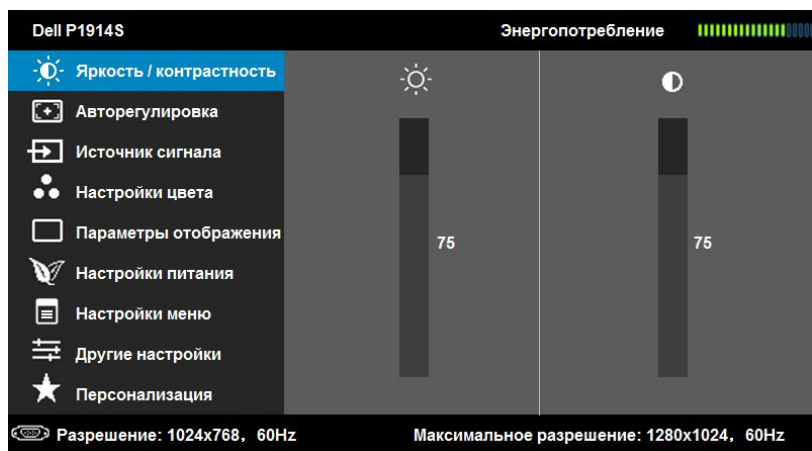 Dell P1914S Энергопотребление
Яркость / контрастность
Авторегулировка
Источник сигнала
Настройки цвета
Параметры отображения
Настройки питания
Настройки меню
Другие настройки
Персонализация
75
75
Разрешение: 1024x768, 60Hz Максимальное разрешение: 1280x1024, 60Hz